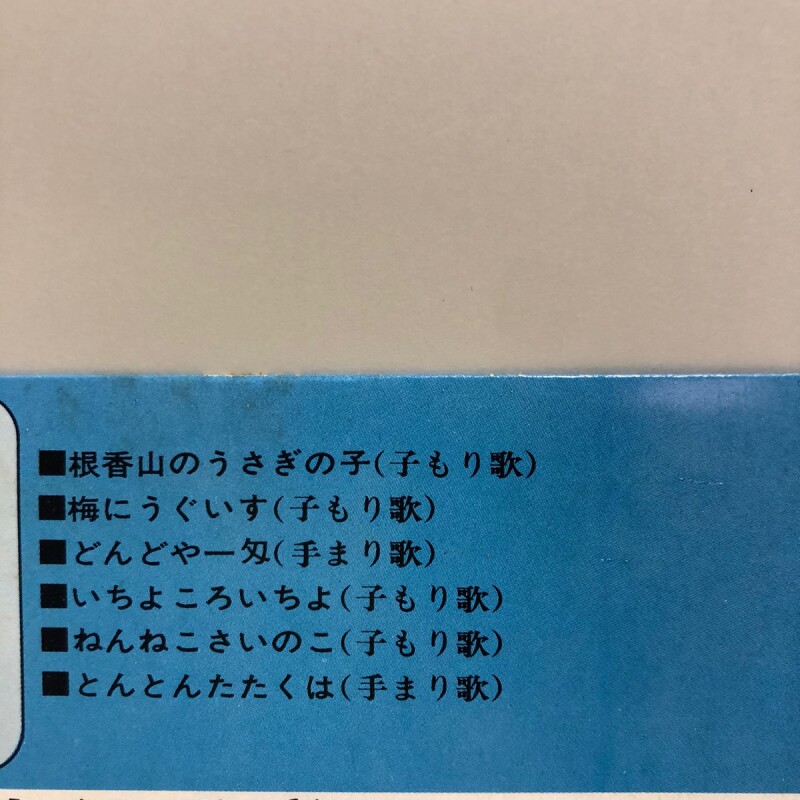 ■根香山のうさぎの子(子もり歌)
■梅にうぐいす(子もり歌)
■どんどや一匁(手まり歌)
■いちよころいちよ(子もり歌)
■ねんねこさいのこ(子もり歌)
■とんとんたたくは(手まり歌)